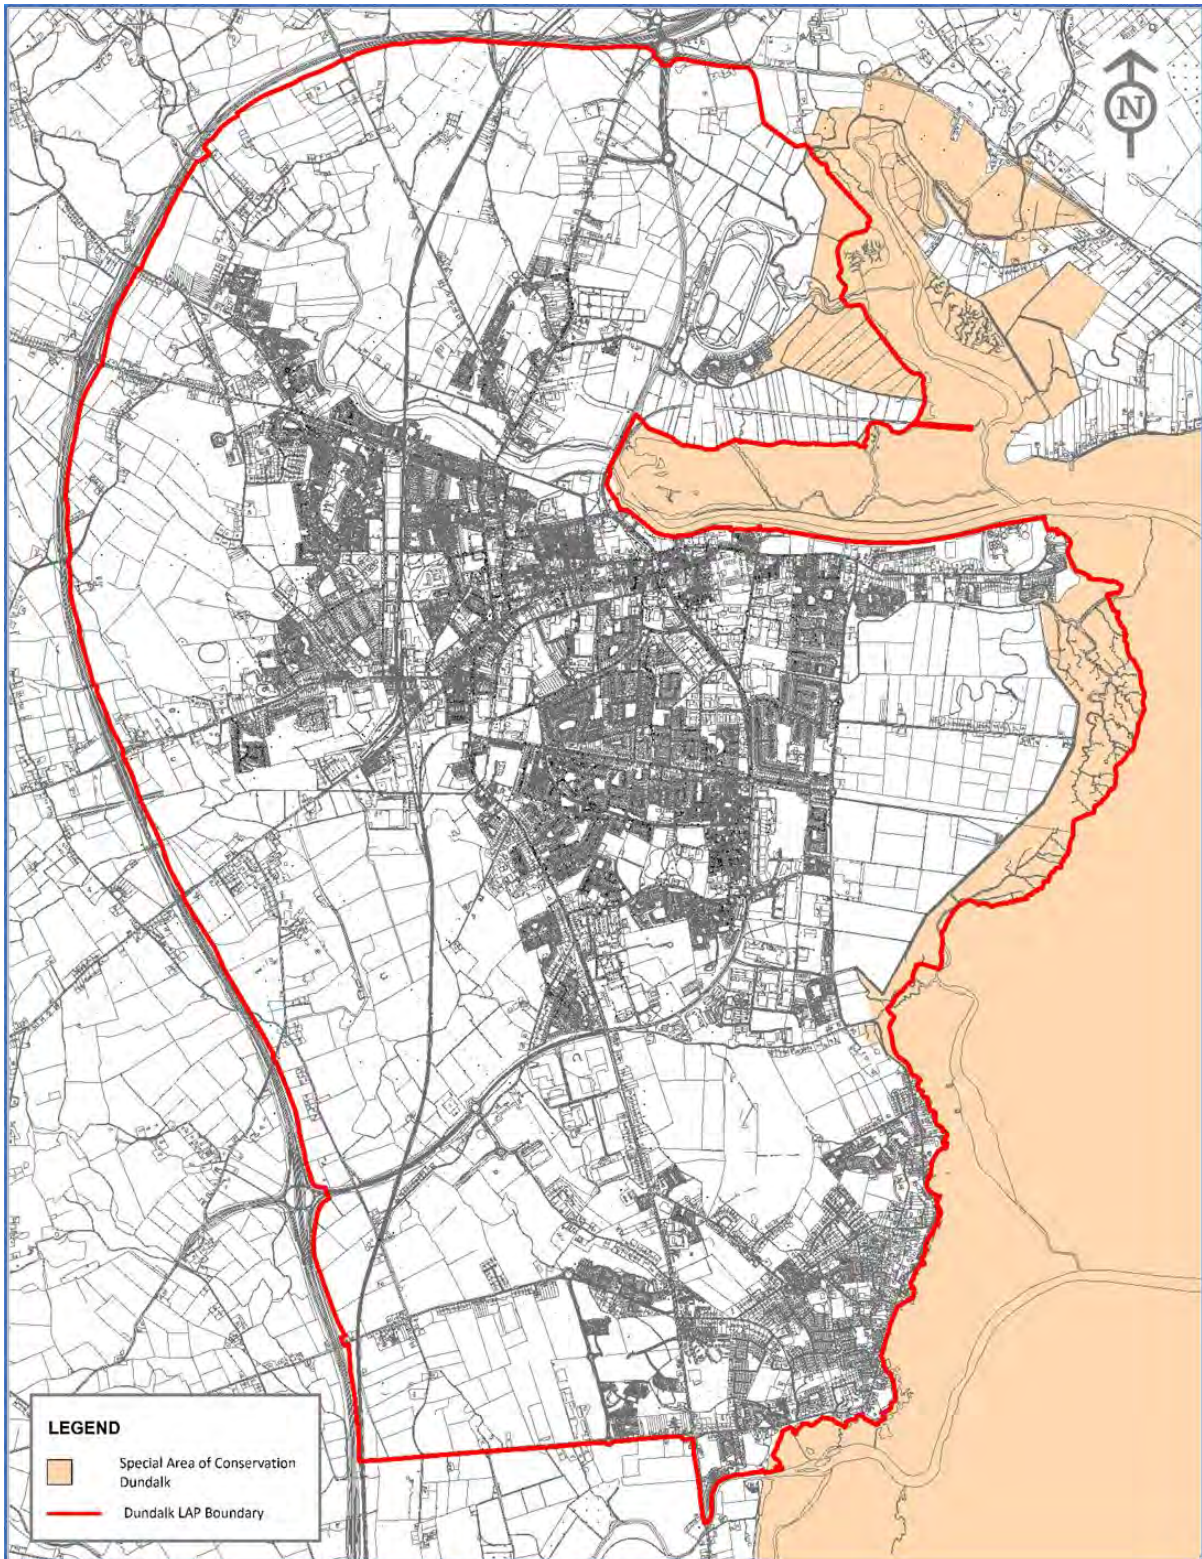 N
LEGEND
Special Area of Conservation
Dundalk
Dundalk LAP Boundary